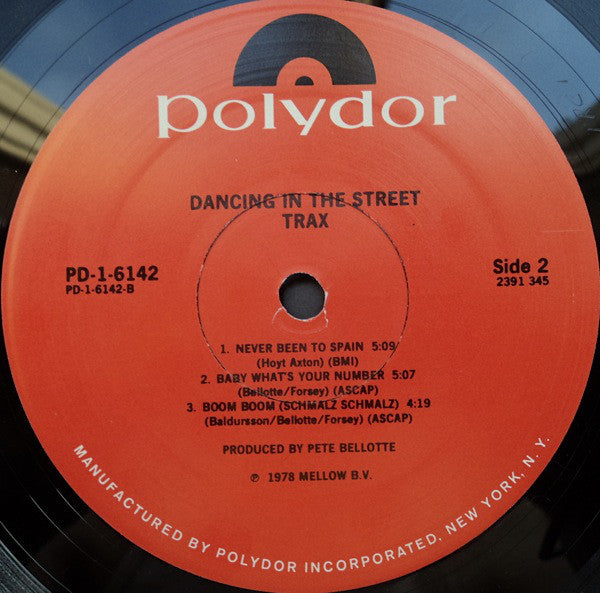 polydor
DANCING IN THE STREET
TRAX
PD-1-6142
PD-1-6142-B
Side 2
2391 345
1. NEVER BEEN TO SPAIN 5:09
(Hoyt Axton) (BMI)
2. BABY WHAT'S YOUR NUMBER 5:07
(Bellotte/Forsey) (ASCAP)
3. BOOM BOOM (SCHMALZ SCHMALZ) 4:19
(Baldursson/Bellotte/Forsey) (ASCAP)
PRODUCED BY PETE BELLOTTE
℗ 1978 MELLOW B.V.
MANUFACTURED BY POLYDOR INCORPORATED, NEW YORK, N.Y.